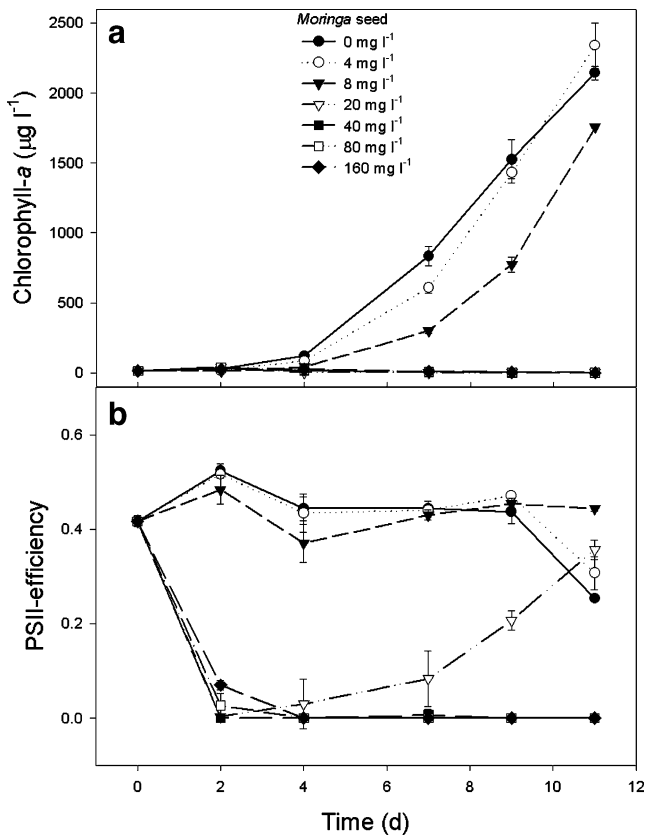 a
Moringa seed
0 mg l⁻¹
4 mg l⁻¹
8 mg l⁻¹
20 mg l⁻¹
40 mg l⁻¹
80 mg l⁻¹
160 mg l⁻¹
Chlorophyll-a (µg l⁻¹)
2500
2000
1500
1000
500
0
b
PSII-efficiency
0.6
0.4
0.2
0.0
0 2 4 6 8 10 12
Time (d)